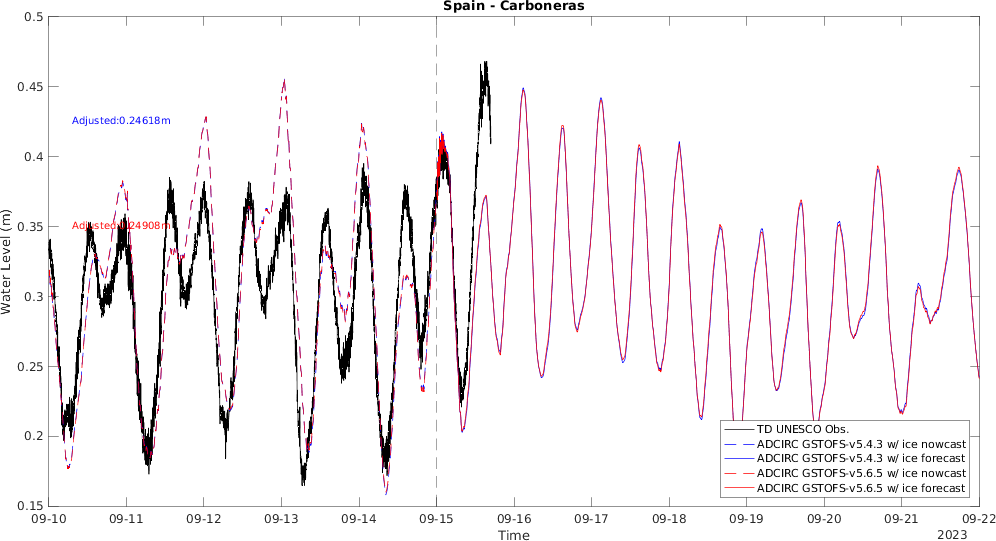 Spain - Carboneras
0.5
0.45
0.4
0.35
0.3
0.25
0.2
0.15
Water Level (m)
Adjusted:0.24618m
Adjusted:0.24908m
TD UNESCO Obs.
ADCIRC GSTOFS-v5.4.3 w/ ice nowcast
ADCIRC GSTOFS-v5.4.3 w/ ice forecast
ADCIRC GSTOFS-v5.6.5 w/ ice nowcast
ADCIRC GSTOFS-v5.6.5 w/ ice forecast
09-10 09-11 09-12 09-13 09-14 09-15 09-16 09-17 09-18 09-19 09-20 09-21 09-22
Time
2023